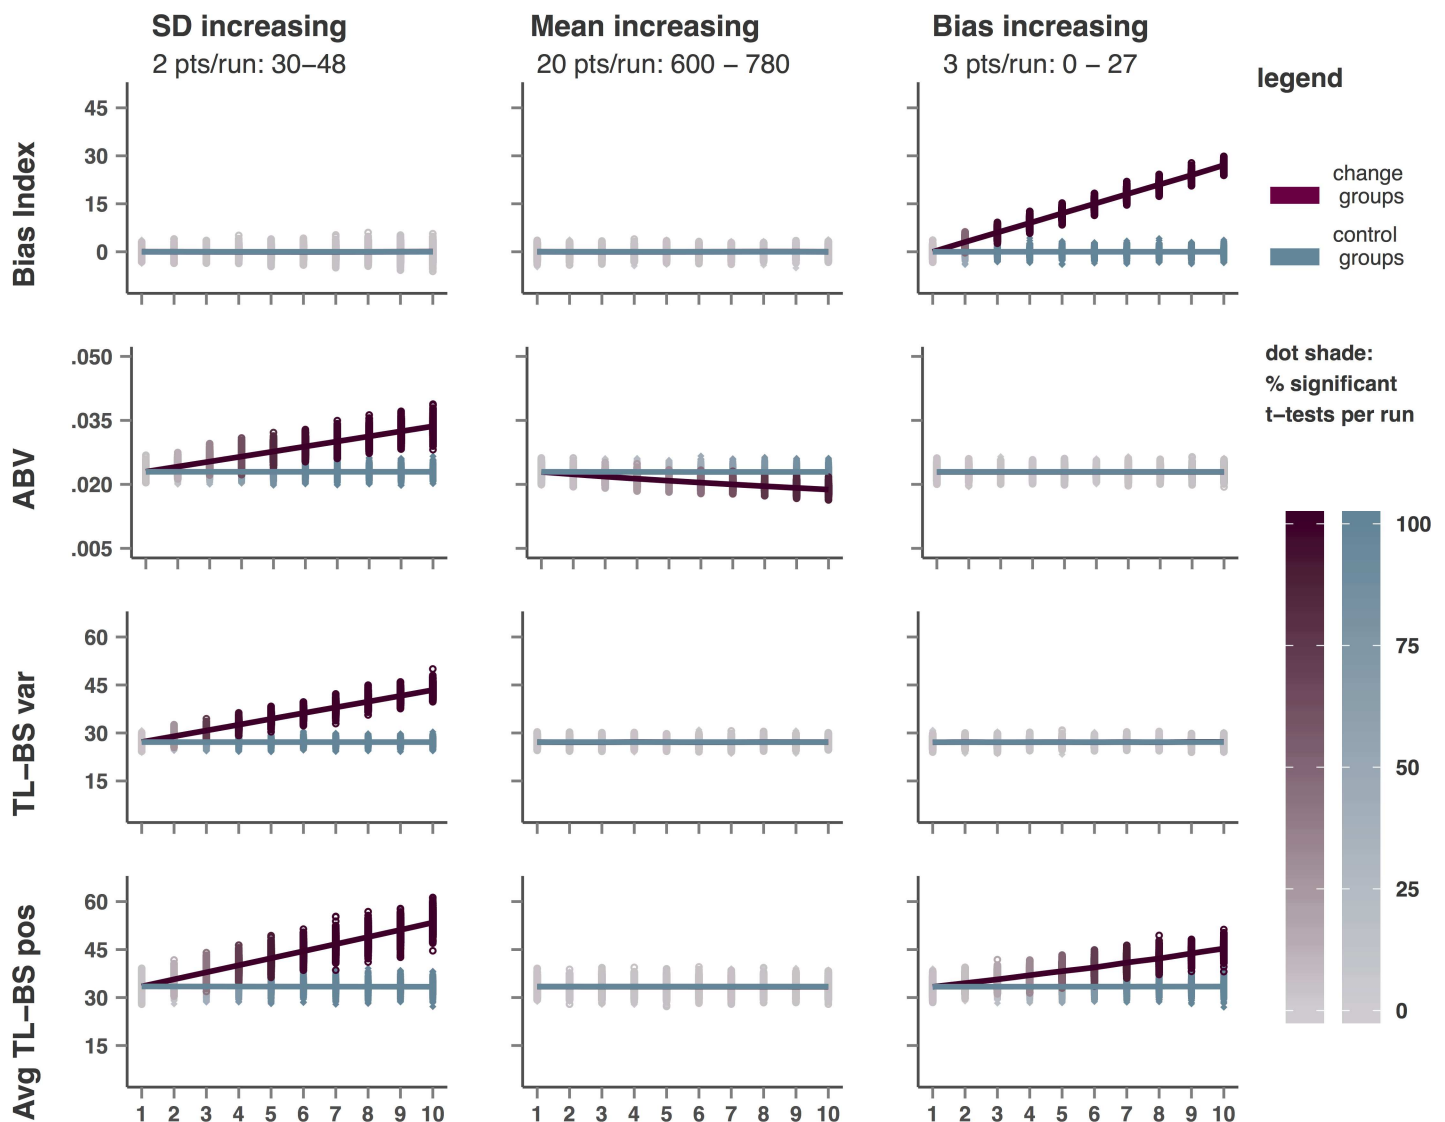 SD increasing
2 pts/run: 30–48
Mean increasing
20 pts/run: 600 – 780
Bias increasing
3 pts/run: 0 – 27
legend
change
groups
control
groups
dot shade:
% significant
t–tests per run
100
75
50
25
0
Bias Index
45
30
15
0
ABV
.050
.035
.020
.005
TL–BS var
60
45
30
15
Avg TL–BS pos
60
45
30
15
1 2 3 4 5 6 7 8 9 10
1 2 3 4 5 6 7 8 9 10
1 2 3 4 5 6 7 8 9 10